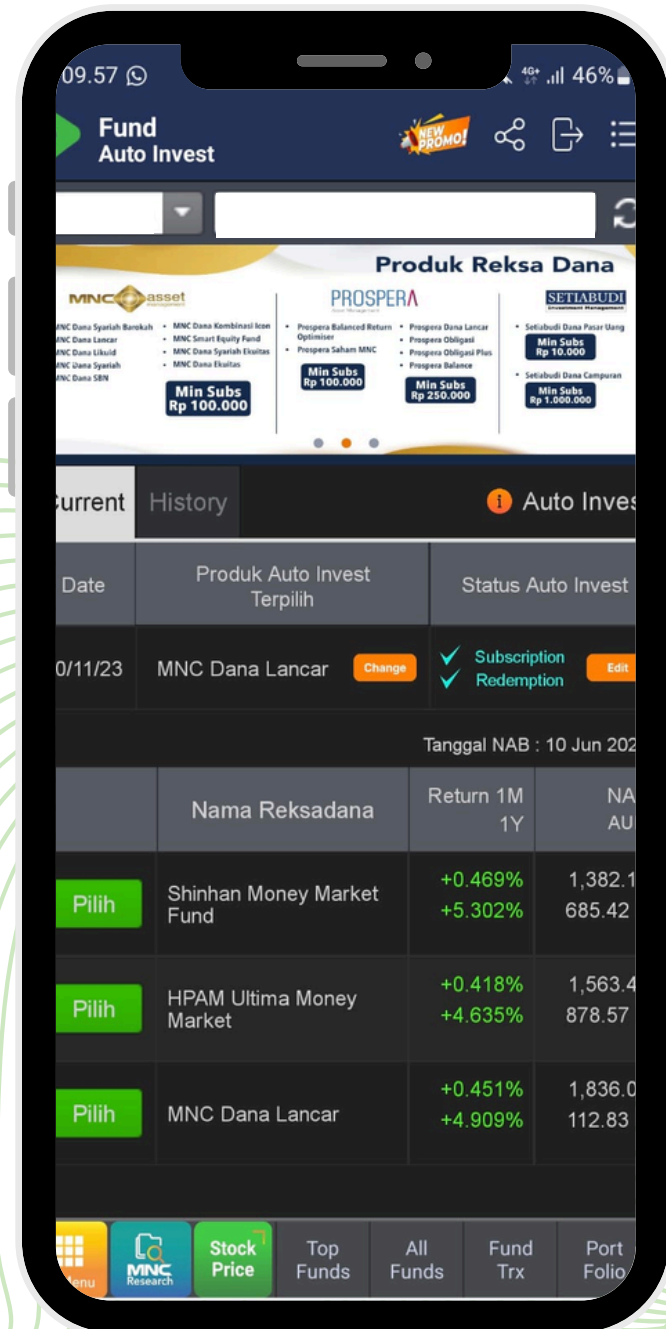 09.57
4G+ 46%
Fund
Auto Invest
NEW PROMO!
Produk Reksa Dana
MNC asset management
MNC Dana Syariah Barokah
MNC Dana Lancar
MNC Dana Likuid
MNC Dana Syariah
MNC Dana SBN
• MNC Dana Kombinasi Icon
• MNC Smart Equity Fund
• MNC Dana Syariah Ekuitas
• MNC Dana Ekuitas
Min Subs
Rp 100.000
PROSPERA
Asset Management
• Prospera Balanced Return
Optimiser
• Prospera Saham MNC
Min Subs
Rp 100.000
• Prospera Dana Lancar
• Prospera Obligasi
• Prospera Obligasi Plus
• Prospera Balance
Min Subs
Rp 250.000
SETIABUDI
Investment Management
• Setiabudi Dana Pasar Uang
Min Subs
Rp 10.000
• Setiabudi Dana Campuran
Min Subs
Rp 1.000.000
Current History Auto Inves
Date Produk Auto Invest
Terpilih Status Auto Invest
0/11/23 MNC Dana Lancar Change Subscription
Redemption Edit
Tanggal NAB : 10 Jun 202
Nama Reksadana Return 1M
1Y NA
AU
Pilih Shinhan Money Market
Fund +0.469% 1,382.1
+5.302% 685.42
Pilih HPAM Ultima Money
Market +0.418% 1,563.4
+4.635% 878.57
Pilih MNC Dana Lancar +0.451% 1,836.0
+4.909% 112.83
enu
MNC
Research
Stock
Price
Top
Funds
All
Funds
Fund
Trx
Port
Folio